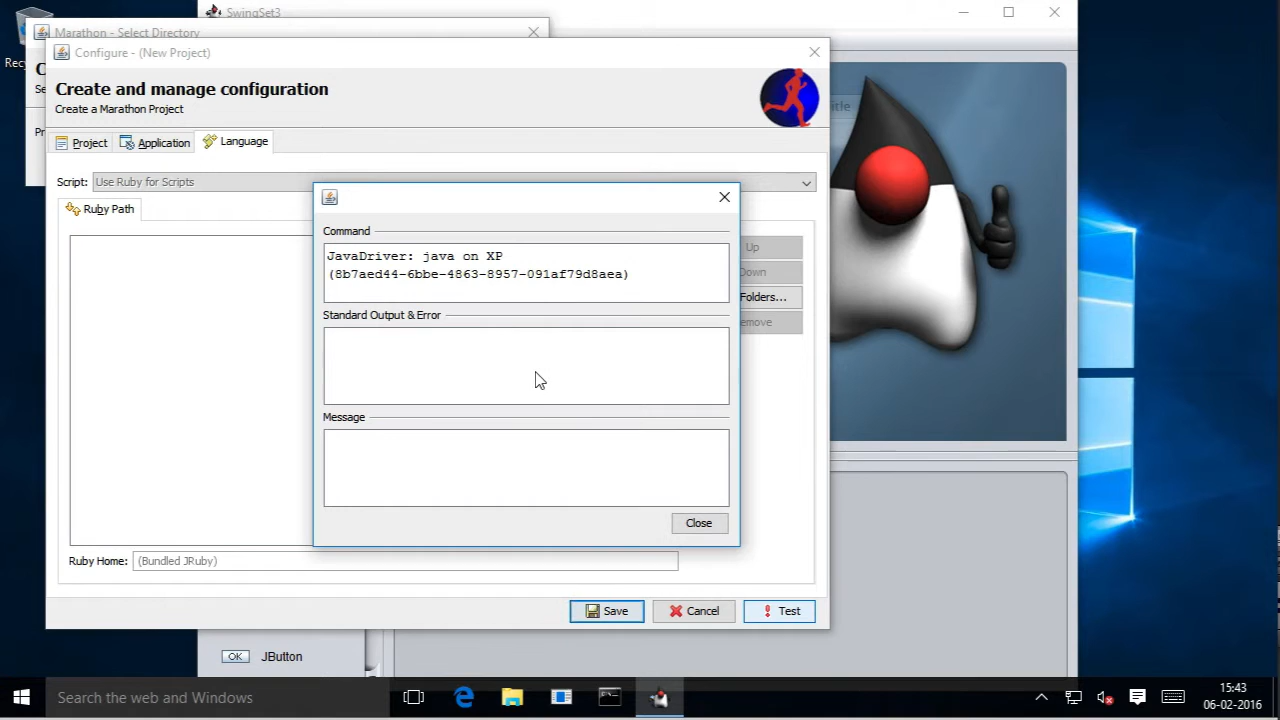 SwingSet3
Marathon - Select Directory
Configure - (New Project)
Create and manage configuration
Create a Marathon Project
Project
Application
Language
Script:
Use Ruby for Scripts
Ruby Path
Command
JavaDriver: java on XP
(8b7aed44-6bbe-4863-8957-091af79d8aea)
Standard Output & Error
Message
Close
Up
Down
Folders...
Ruby Home:
(Bundled JRuby)
Save
Cancel
Test
OK
JButton
Search the web and Windows
15:43
06-02-2016